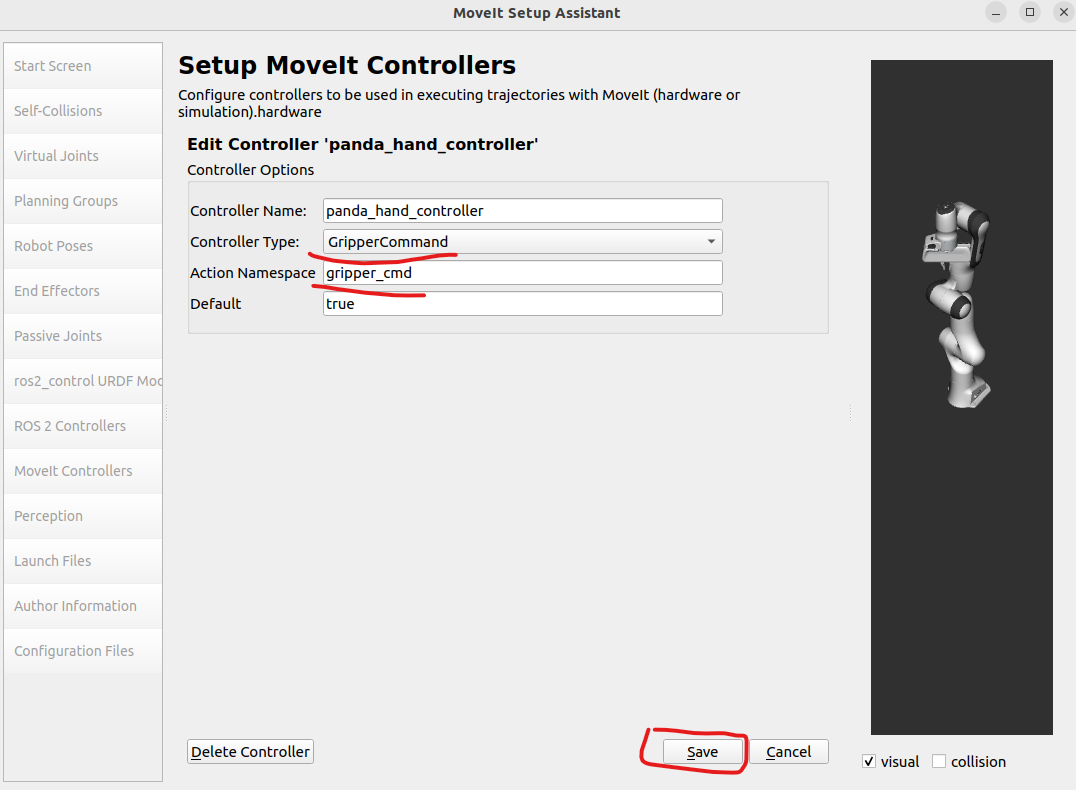 MoveIt Setup Assistant
Start Screen
Self-Collisions
Virtual Joints
Planning Groups
Robot Poses
End Effectors
Passive Joints
ros2_control URDF Mod
ROS 2 Controllers
MoveIt Controllers
Perception
Launch Files
Author Information
Configuration Files
Setup MoveIt Controllers
Configure controllers to be used in executing trajectories with MoveIt (hardware or
simulation).hardware
Edit Controller 'panda_hand_controller'
Controller Options
Controller Name: panda_hand_controller
Controller Type: GripperCommand
Action Namespace gripper_cmd
Default true
Delete Controller Save Cancel
visual collision